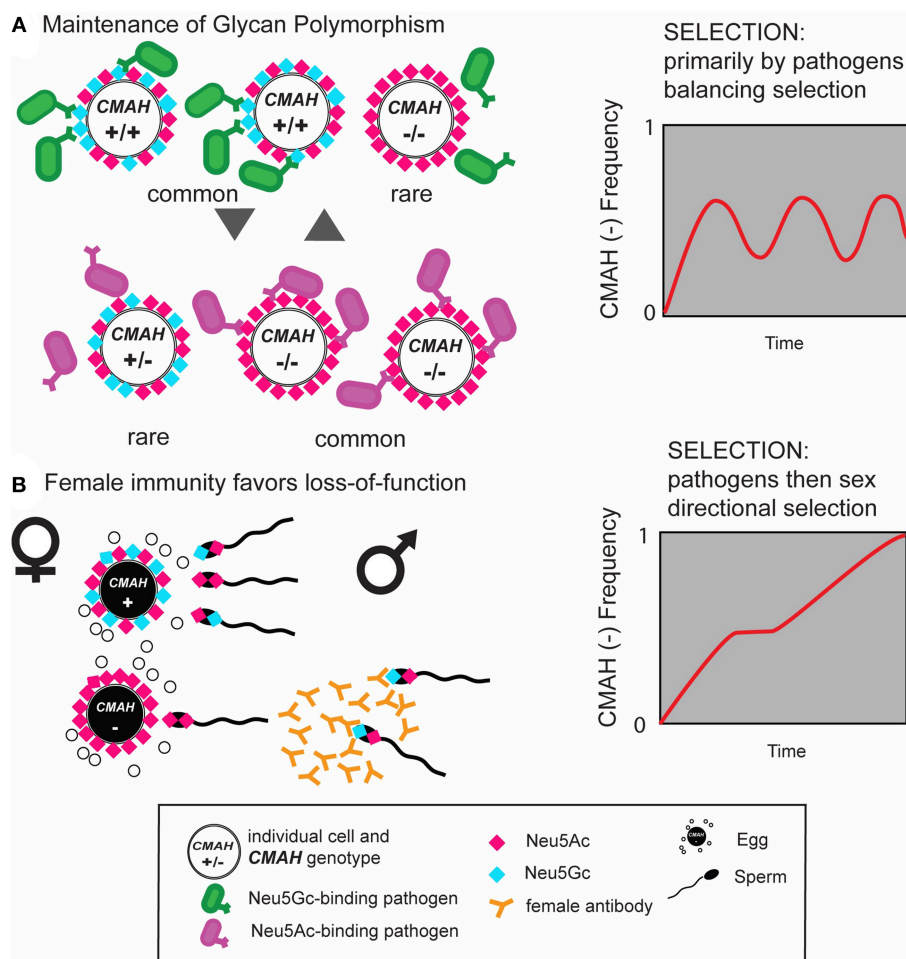 A Maintenance of Glycan Polymorphism
CMAH
+/+
CMAH
+/+
CMAH
-/-
common
rare
CMAH
+/-
CMAH
-/-
CMAH
-/-
rare
common
SELECTION:
primarily by pathogens
balancing selection
1
CMAH (-) Frequency
0
Time
B Female immunity favors loss-of-function
CMAH
+
CMAH
-
SELECTION:
pathogens then sex
directional selection
1
CMAH (-) Frequency
0
Time
CMAH
+/-
individual cell and
CMAH genotype
Neu5Gc-binding pathogen
Neu5Ac-binding pathogen
Neu5Ac
Neu5Gc
female antibody
CMAH
-
Egg
Sperm